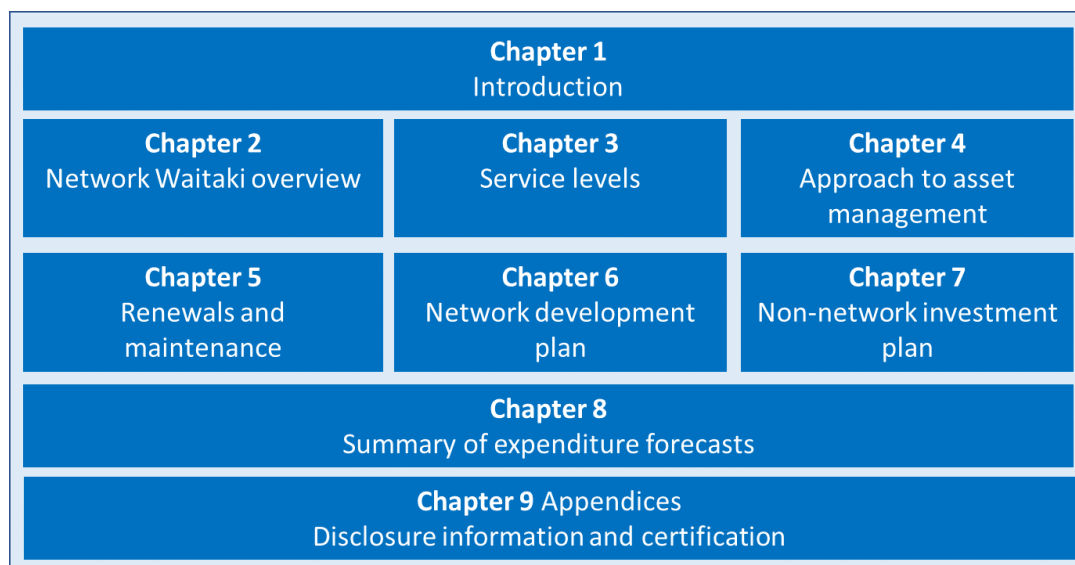 Chapter 1
Introduction
Chapter 2
Network Waitaki overview
Chapter 3
Service levels
Chapter 4
Approach to asset
management
Chapter 5
Renewals and
maintenance
Chapter 6
Network development
plan
Chapter 7
Non-network investment
plan
Chapter 8
Summary of expenditure forecasts
Chapter 9 Appendices
Disclosure information and certification